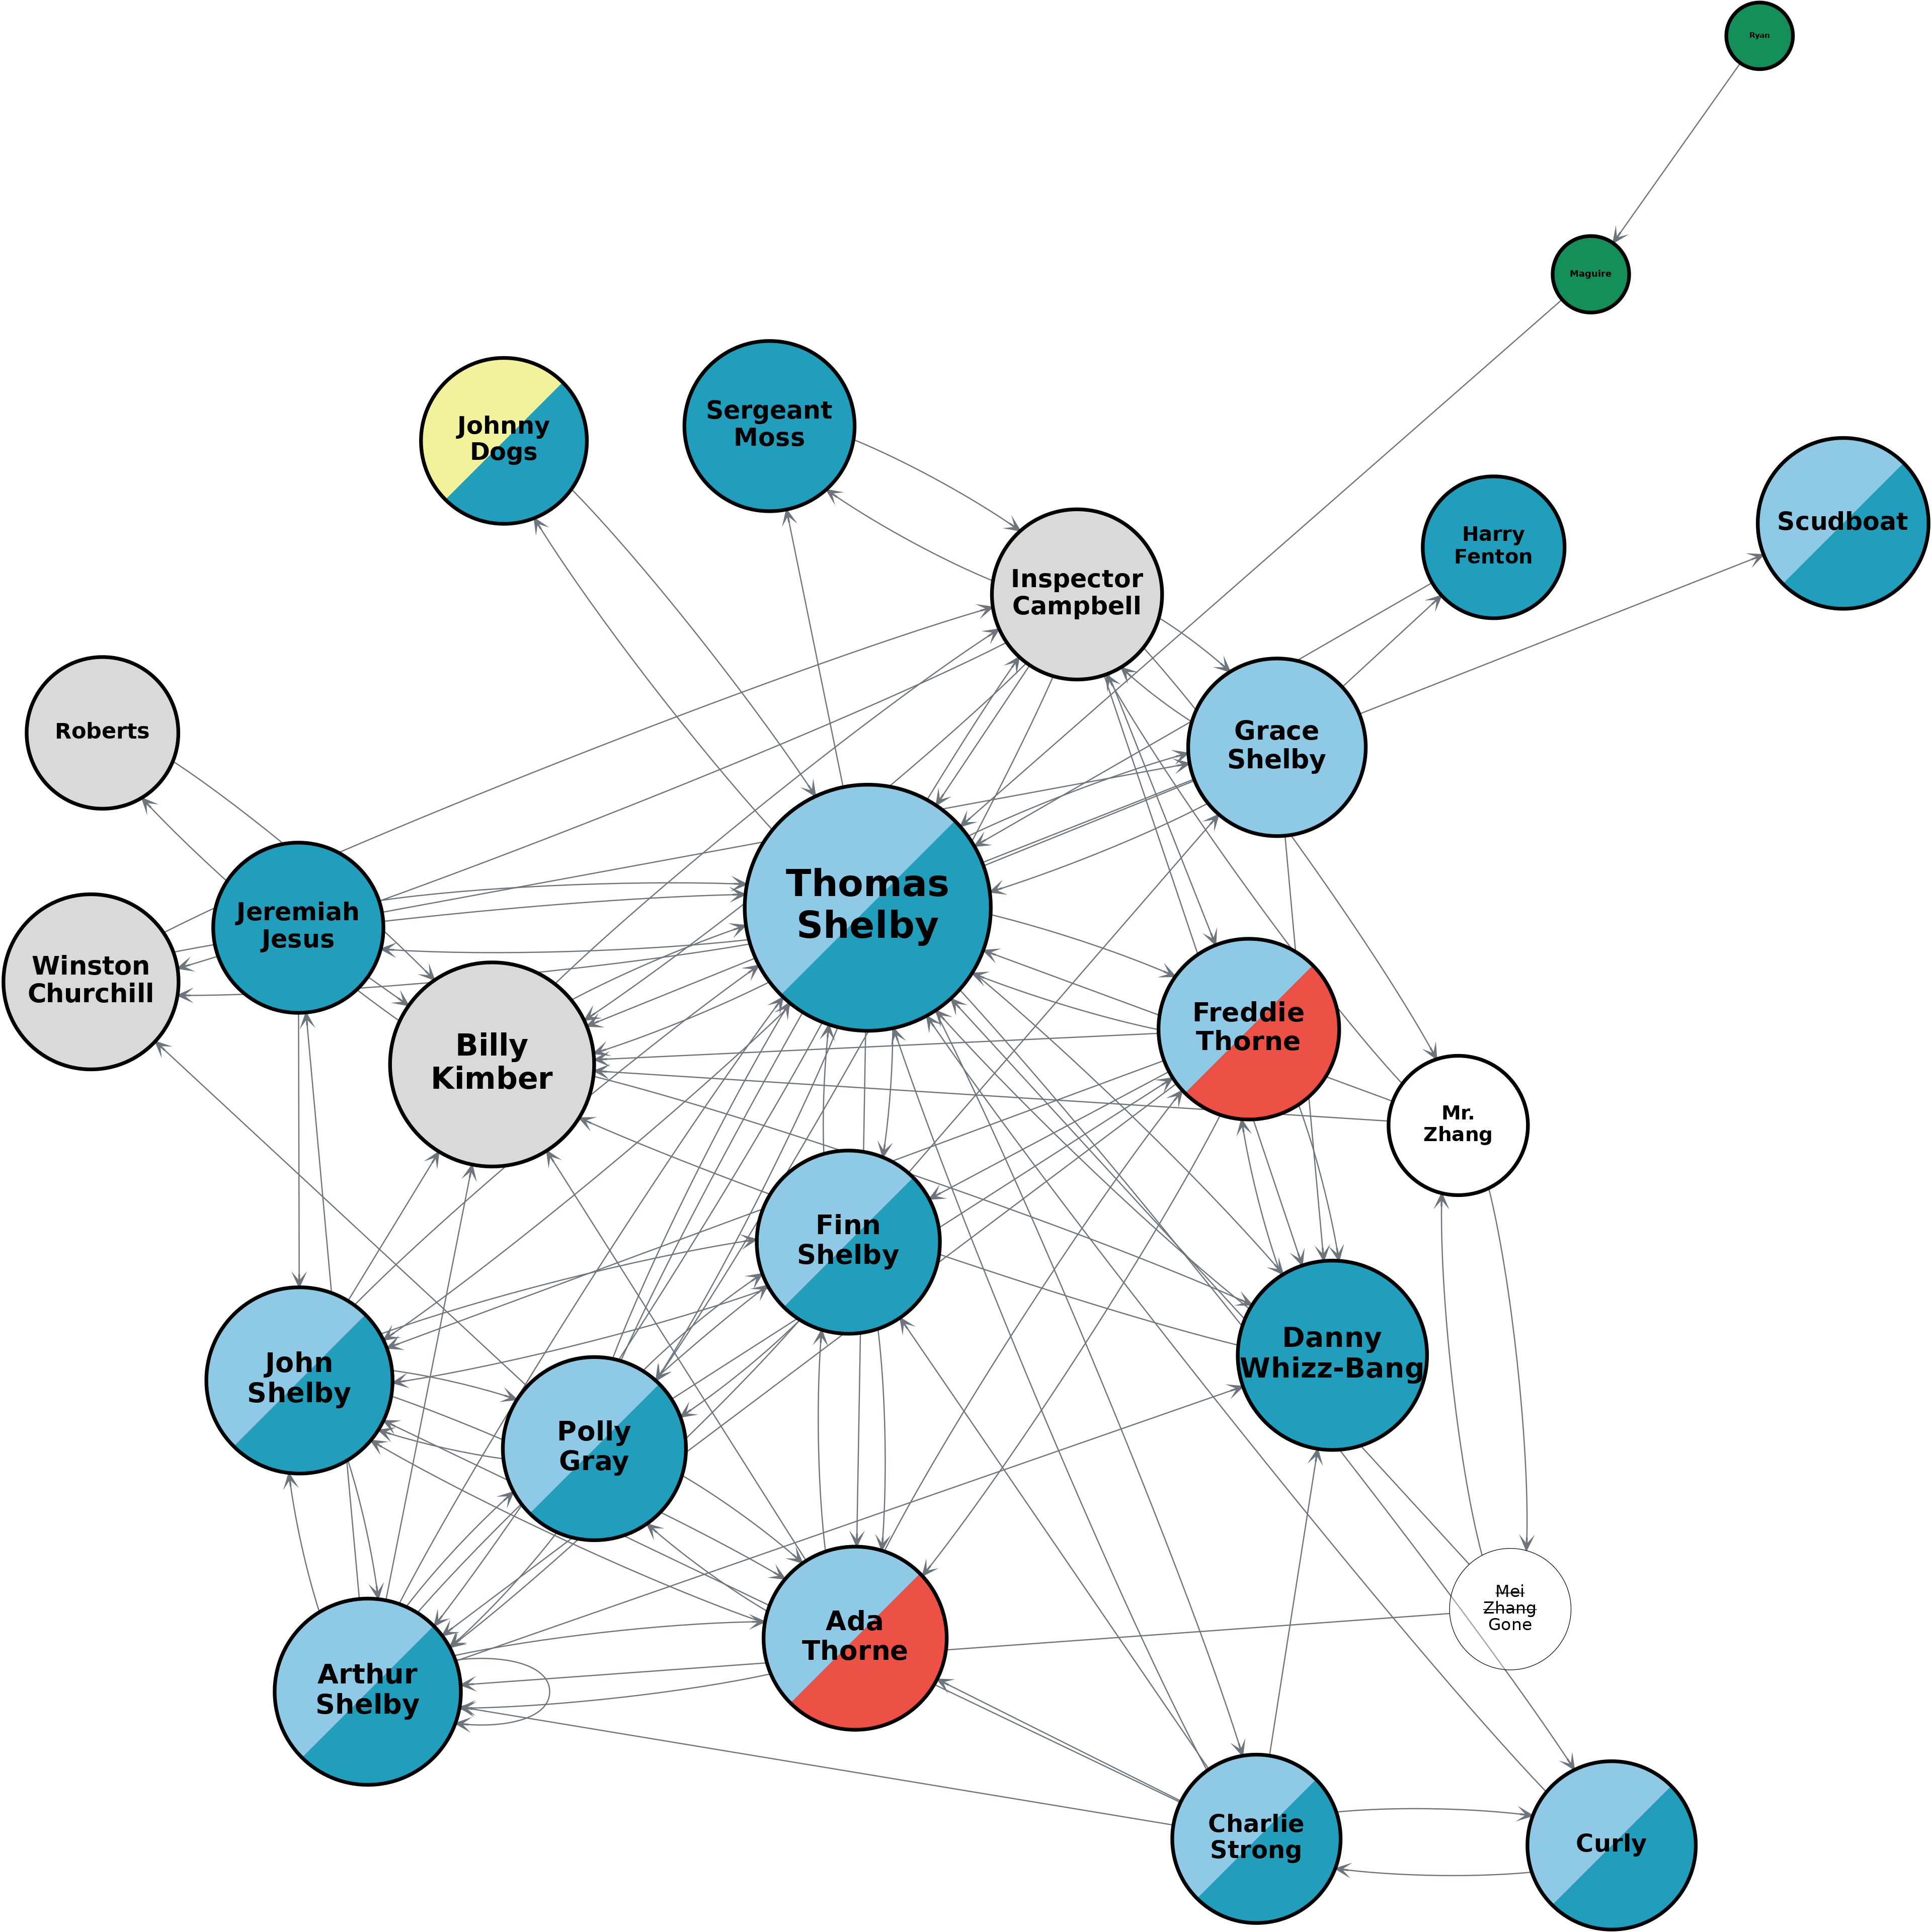 Ryan
Maguire
Johnny
Dogs
Sergeant
Moss
Scudboat
Harry
Fenton
Inspector
Campbell
Roberts
Grace
Shelby
Thomas
Shelby
Jeremiah
Jesus
Winston
Churchill
Freddie
Thorne
Billy
Kimber
Mr.
Zhang
Finn
Shelby
Danny
Whizz-Bang
John
Shelby
Polly
Gray
Mei
Zhang
Gone
Ada
Thorne
Arthur
Shelby
Charlie
Strong
Curly